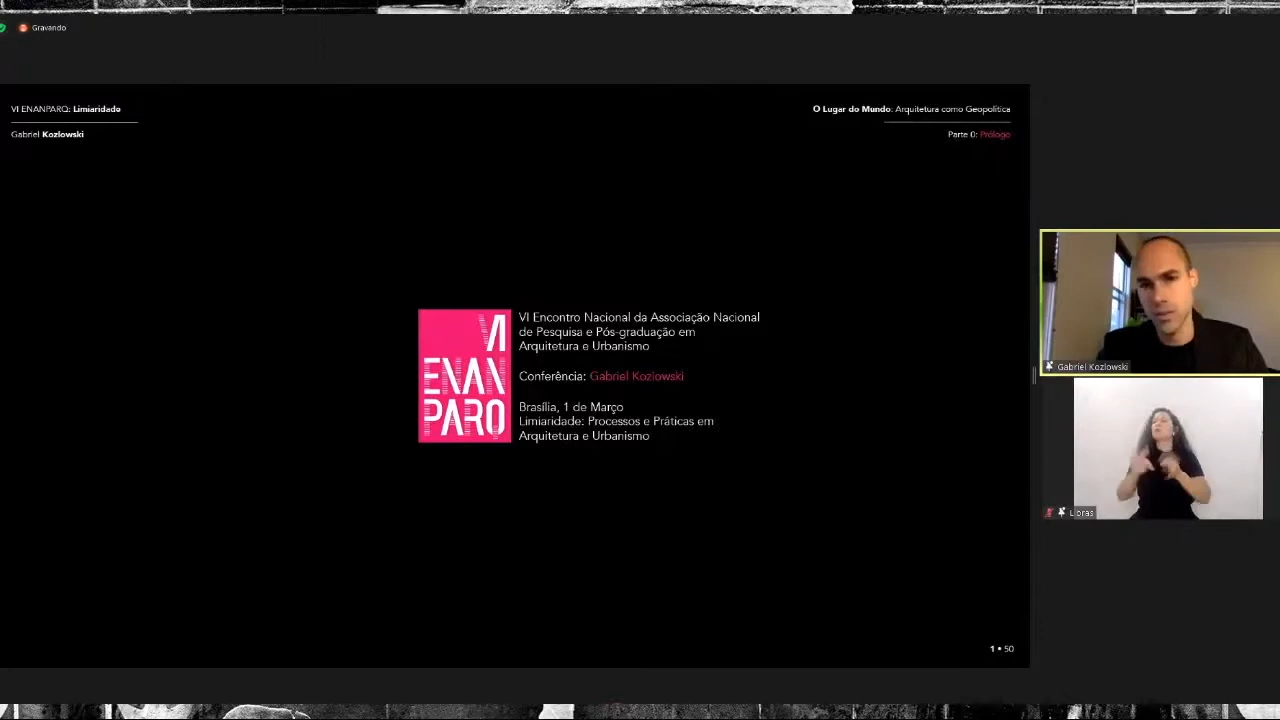 Gravando
VI ENANPARQ: Limiaridade
Gabriel Kozlowski
O Lugar do Mundo: Arquitetura como Geopolítica
Parte 0: Prólogo
VI
ENAN
PARQ
VI Encontro Nacional da Associação Nacional
de Pesquisa e Pós-graduação em
Arquitetura e Urbanismo
Conferência: Gabriel Kozlowski
Brasília, 1 de Março
Limiaridade: Processos e Práticas em
Arquitetura e Urbanismo
1 • 50
Gabriel Kozlowski
Libras